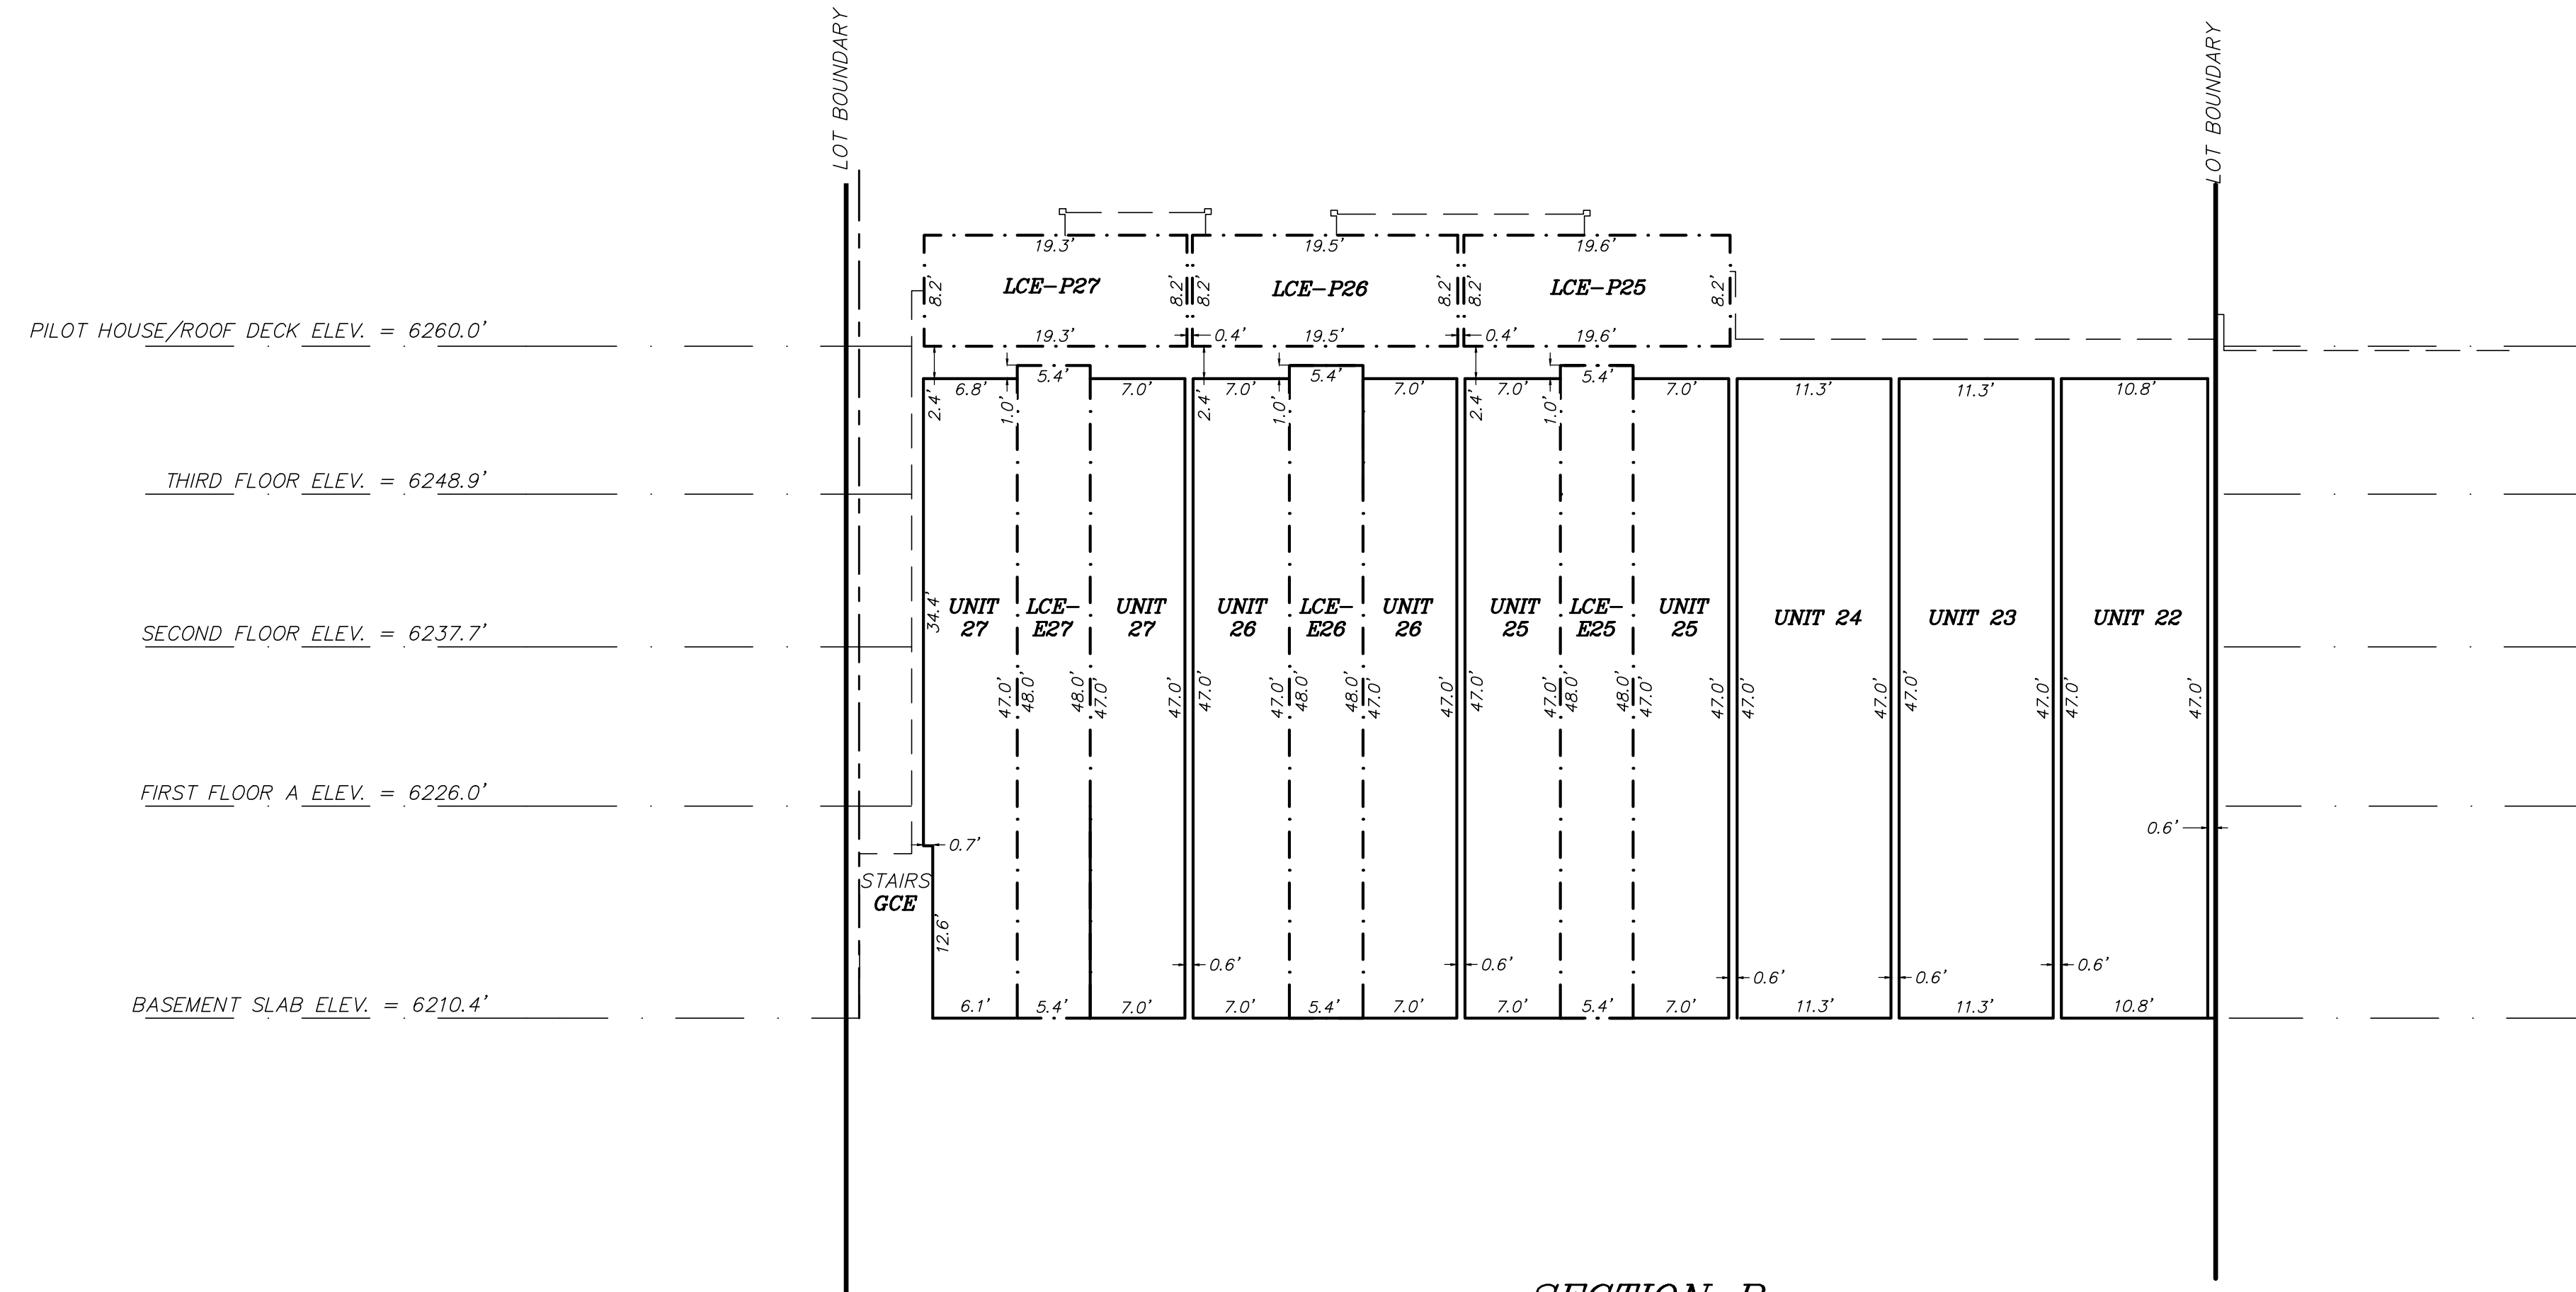 LOT BOUNDARY
LOT BOUNDARY
19.3' 19.5' 19.6'
8.2' LCE-P27 8.2' 8.2' LCE-P26 8.2' 8.2' LCE-P25 8.2'
PILOT HOUSE/ROOF DECK ELEV. = 6260.0'
19.3' 0.4' 19.5' 0.4' 19.6'
2.4' 6.8' 1.0' 5.4' 7.0' 2.4' 7.0' 1.0' 5.4' 7.0' 2.4' 7.0' 1.0' 5.4' 7.0' 11.3' 11.3' 10.8'
THIRD FLOOR ELEV. = 6248.9'
34.4'
UNIT LCE- UNIT UNIT LCE- UNIT UNIT LCE- UNIT UNIT 24 UNIT 23 UNIT 22
27 E27 27 26 E26 26 25 E25 25
SECOND FLOOR ELEV. = 6237.7'
47.0' 48.0' 48.0' 47.0' 47.0' 47.0' 47.0' 48.0' 48.0' 47.0' 47.0' 47.0' 47.0' 48.0' 48.0' 47.0' 47.0' 47.0' 47.0' 47.0' 47.0' 47.0' 47.0'
FIRST FLOOR A ELEV. = 6226.0'
0.6'
0.7'
STAIRS
GCE
12.6'
0.6' 0.6' 0.6' 0.6' 0.6'
BASEMENT SLAB ELEV. = 6210.4'
6.1' 5.4' 7.0' 7.0' 5.4' 7.0' 7.0' 5.4' 7.0' 11.3' 11.3' 10.8'
SECTION B